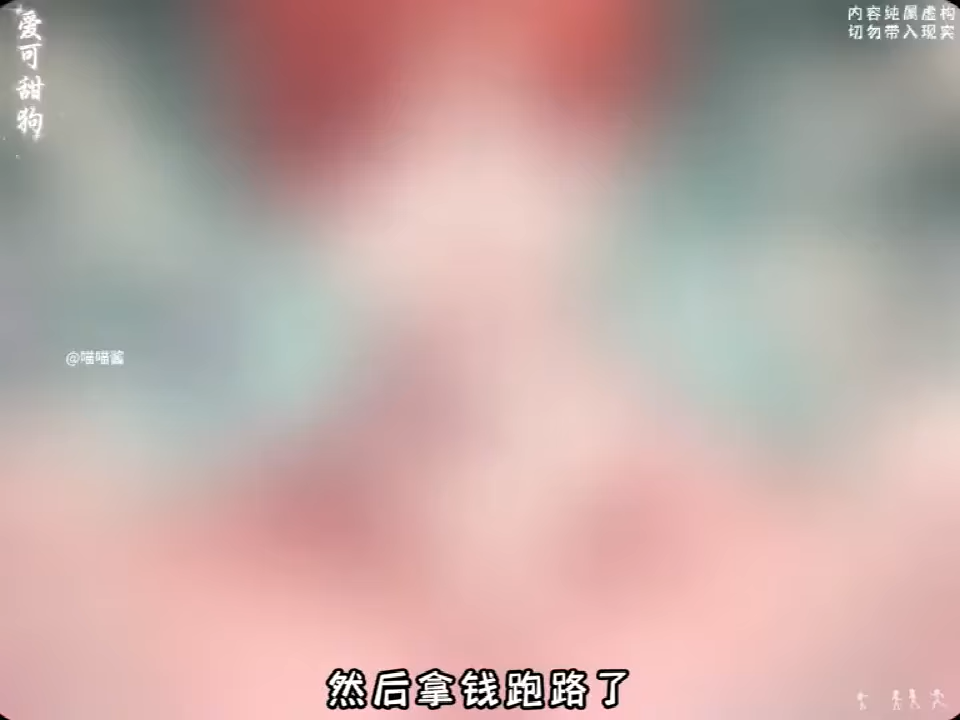 爱可甜狗
内容纯属虚构
切勿带入现实
@喵喵酱
然后拿钱跑路了